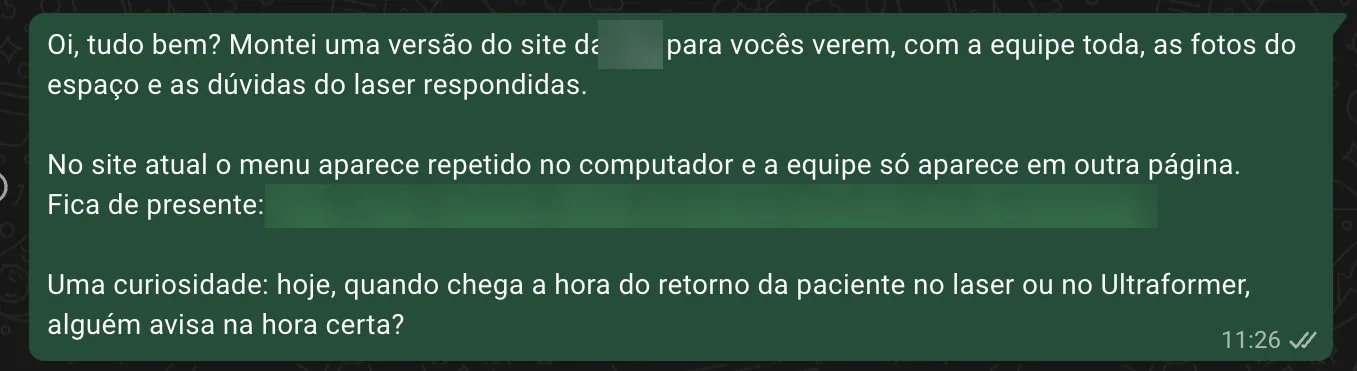 Oi, tudo bem? Montei uma versão do site da para vocês verem, com a equipe toda, as fotos do
espaço e as dúvidas do laser respondidas.
No site atual o menu aparece repetido no computador e a equipe só aparece em outra página.
Fica de presente:
Uma curiosidade: hoje, quando chega a hora do retorno da paciente no laser ou no Ultraformer,
alguém avisa na hora certa?
11:26